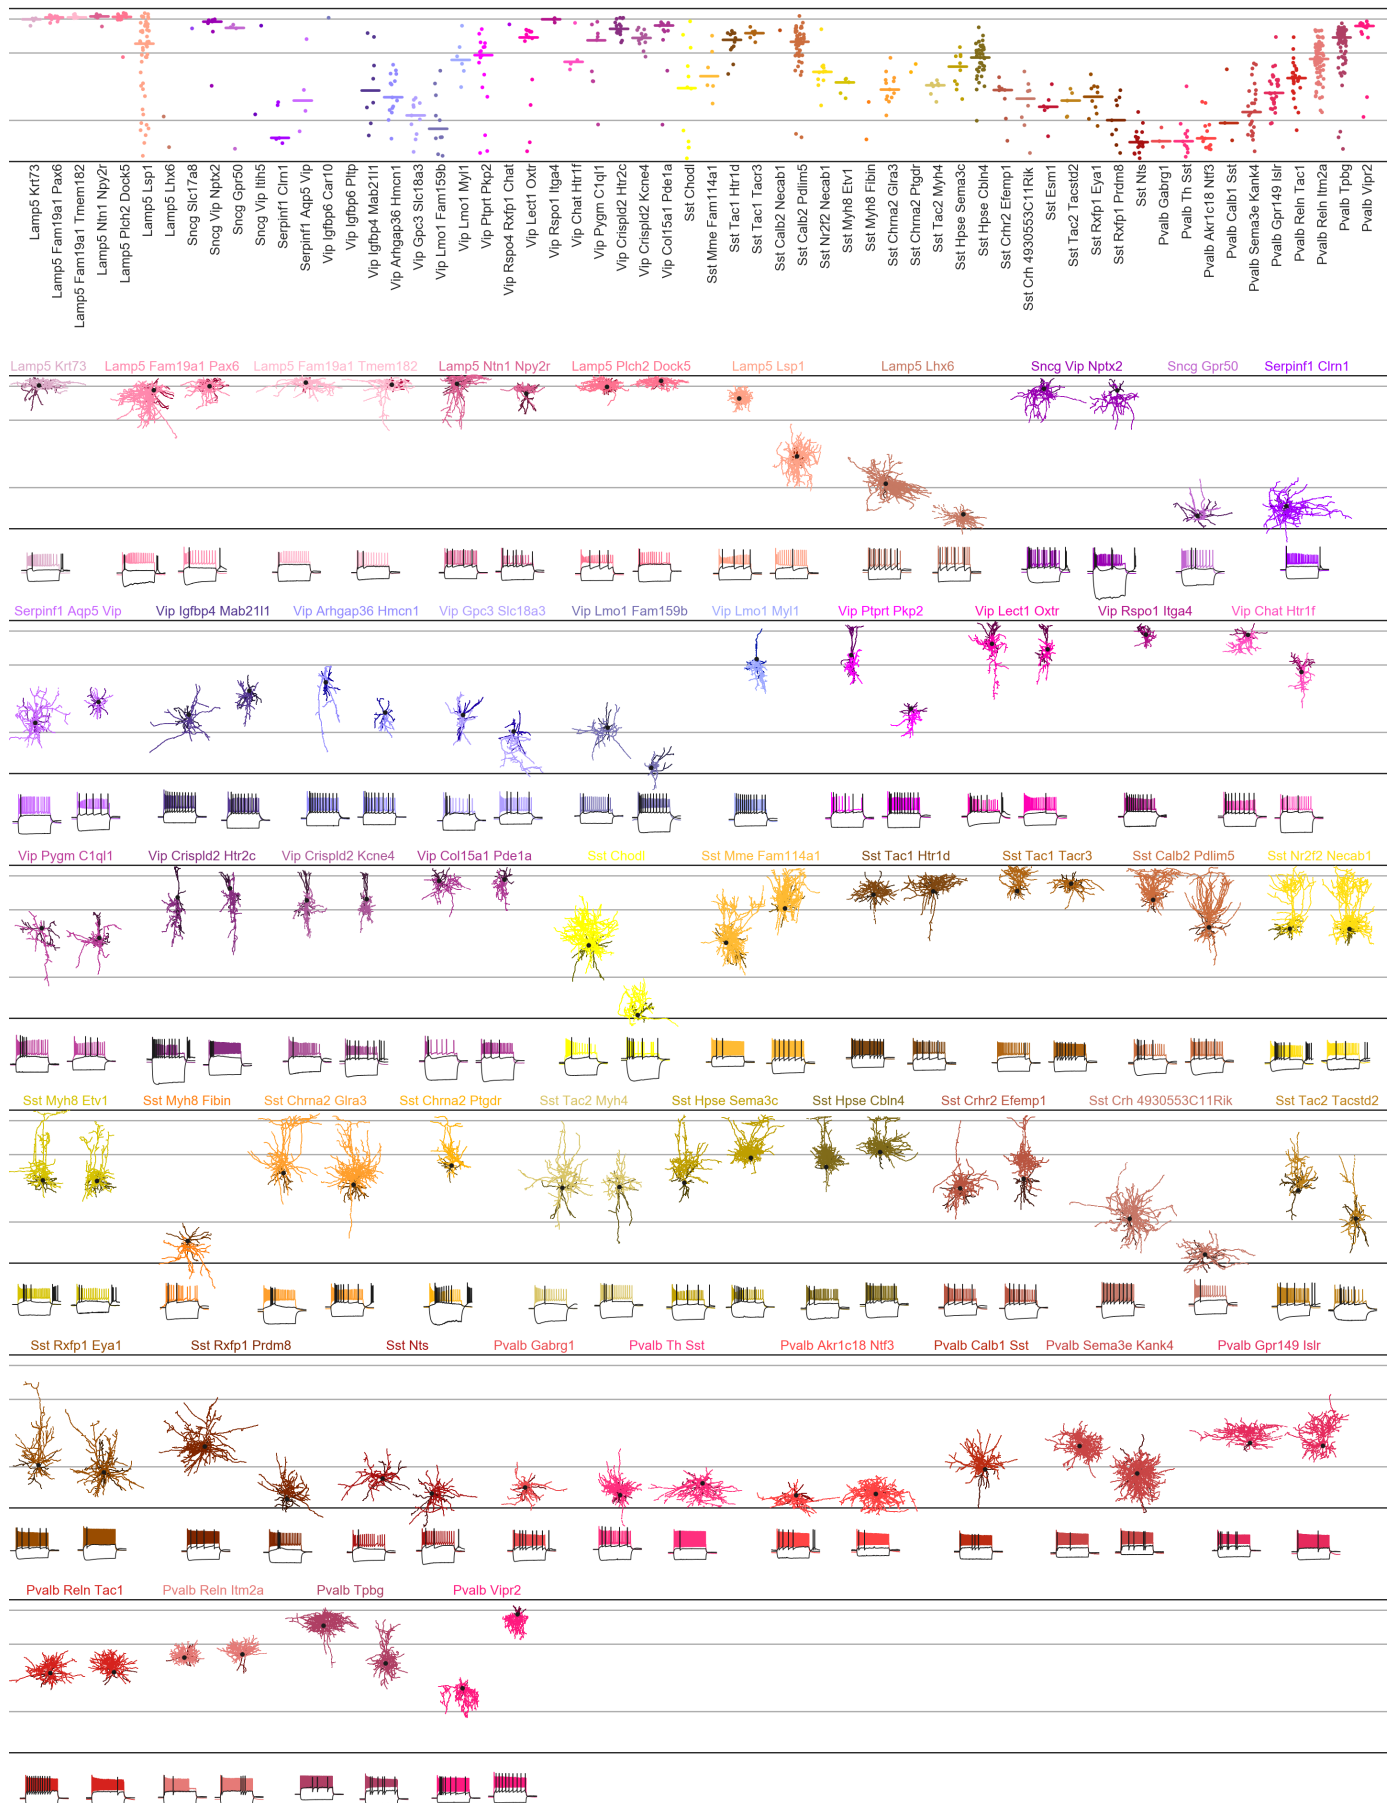 Lamp5 Krt73
Lamp5 Fam19a1 Pax6
Lamp5 Fam19a1 Tmem182
Lamp5 Ntn1 Npy2r
Lamp5 Plch2 Dock5
Lamp5 Lsp1
Lamp5 Lhx6
Sncg Slc17a8
Sncg Vip Nptx2
Sncg Gpr50
Sncg Vip Itih5
Serpinf1 Clrn1
Serpinf1 Aqp5 Vip
Vip Igfbp6 Car10
Vip Igfbp6 Pltp
Vip Igfbp4 Mab21l1
Vip Arhgap36 Hmcn1
Vip Gpc3 Slc18a3
Vip Lmo1 Fam159b
Vip Lmo1 Myl1
Vip Ptprt Pkp2
Vip Rspo4 Rxfp1 Chat
Vip Lect1 Oxtr
Vip Rspo1 Itga4
Vip Chat Htr1f
Vip Pygm C1ql1
Vip Crispld2 Htr2c
Vip Crispld2 Kcne4
Vip Col15a1 Pde1a
Sst Chodl
Sst Mme Fam114a1
Sst Tac1 Htr1d
Sst Tac1 Tacr3
Sst Calb2 Necab1
Sst Calb2 Pdlim5
Sst Nr2f2 Necab1
Sst Myh8 Etv1
Sst Myh8 Fibin
Sst Chrna2 Glra3
Sst Chrna2 Ptgdr
Sst Tac2 Myh4
Sst Hpse Sema3c
Sst Hpse Cbln4
Sst Crhr2 Efemp1
Sst Crh 4930553C11Rik
Sst Esm1
Sst Tac2 Tacstd2
Sst Rxfp1 Eya1
Sst Rxfp1 Prdm8
Sst Nts
Pvalb Gabrg1
Pvalb Th Sst
Pvalb Akr1c18 Ntf3
Pvalb Calb1 Sst
Pvalb Sema3e Kank4
Pvalb Gpr149 Islr
Pvalb Reln Tac1
Pvalb Reln Itm2a
Pvalb Tpbg
Pvalb Vipr2
Lamp5 Krt73 Lamp5 Fam19a1 Pax6 Lamp5 Fam19a1 Tmem182 Lamp5 Ntn1 Npy2r Lamp5 Plch2 Dock5 Lamp5 Lsp1 Lamp5 Lhx6 Sncg Vip Nptx2 Sncg Gpr50 Serpinf1 Clrn1
Serpinf1 Aqp5 Vip Vip Igfbp4 Mab21l1 Vip Arhgap36 Hmcn1 Vip Gpc3 Slc18a3 Vip Lmo1 Fam159b Vip Lmo1 Myl1 Vip Ptprt Pkp2 Vip Lect1 Oxtr Vip Rspo1 Itga4 Vip Chat Htr1f
Vip Pygm C1ql1 Vip Crispld2 Htr2c Vip Crispld2 Kcne4 Vip Col15a1 Pde1a Sst Chodl Sst Mme Fam114a1 Sst Tac1 Htr1d Sst Tac1 Tacr3 Sst Calb2 Pdlim5 Sst Nr2f2 Necab1
Sst Myh8 Etv1 Sst Myh8 Fibin Sst Chrna2 Glra3 Sst Chrna2 Ptgdr Sst Tac2 Myh4 Sst Hpse Sema3c Sst Hpse Cbln4 Sst Crhr2 Efemp1 Sst Crh 4930553C11Rik Sst Tac2 Tacstd2
Sst Rxfp1 Eya1 Sst Rxfp1 Prdm8 Sst Nts Pvalb Gabrg1 Pvalb Th Sst Pvalb Akr1c18 Ntf3 Pvalb Calb1 Sst Pvalb Sema3e Kank4 Pvalb Gpr149 Islr
Pvalb Reln Tac1 Pvalb Reln Itm2a Pvalb Tpbg Pvalb Vipr2